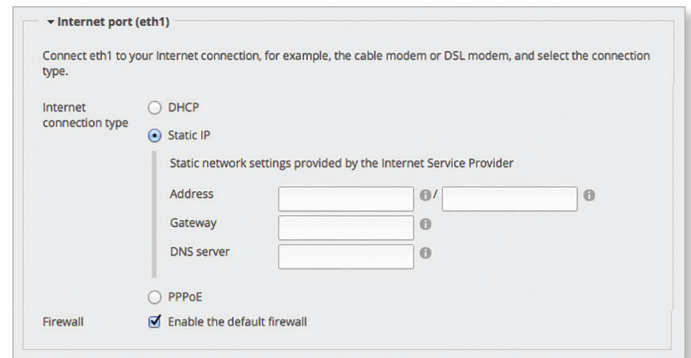 Internet port (eth1)
Connect eth1 to your Internet connection, for example, the cable modem or DSL modem, and select the connection
type.
Internet
connection type
DHCP
Static IP
Static network settings provided by the Internet Service Provider
Address
/
Gateway
DNS server
PPPoE
Firewall
Enable the default firewall